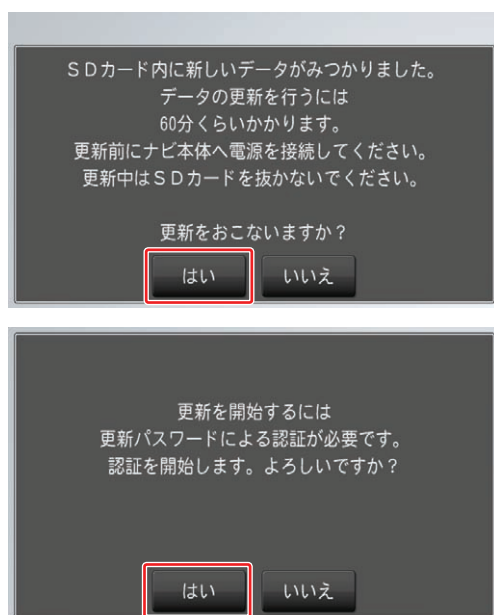 ＳＤカード内に新しいデータがみつかりました。
データの更新を行うには
60分くらいかかります。
更新前にナビ本体へ電源を接続してください。
更新中はＳＤカードを抜かないでください。
更新をおこないますか？
はい いいえ
更新を開始するには
更新パスワードによる認証が必要です。
認証を開始します。よろしいですか？
はい いいえ